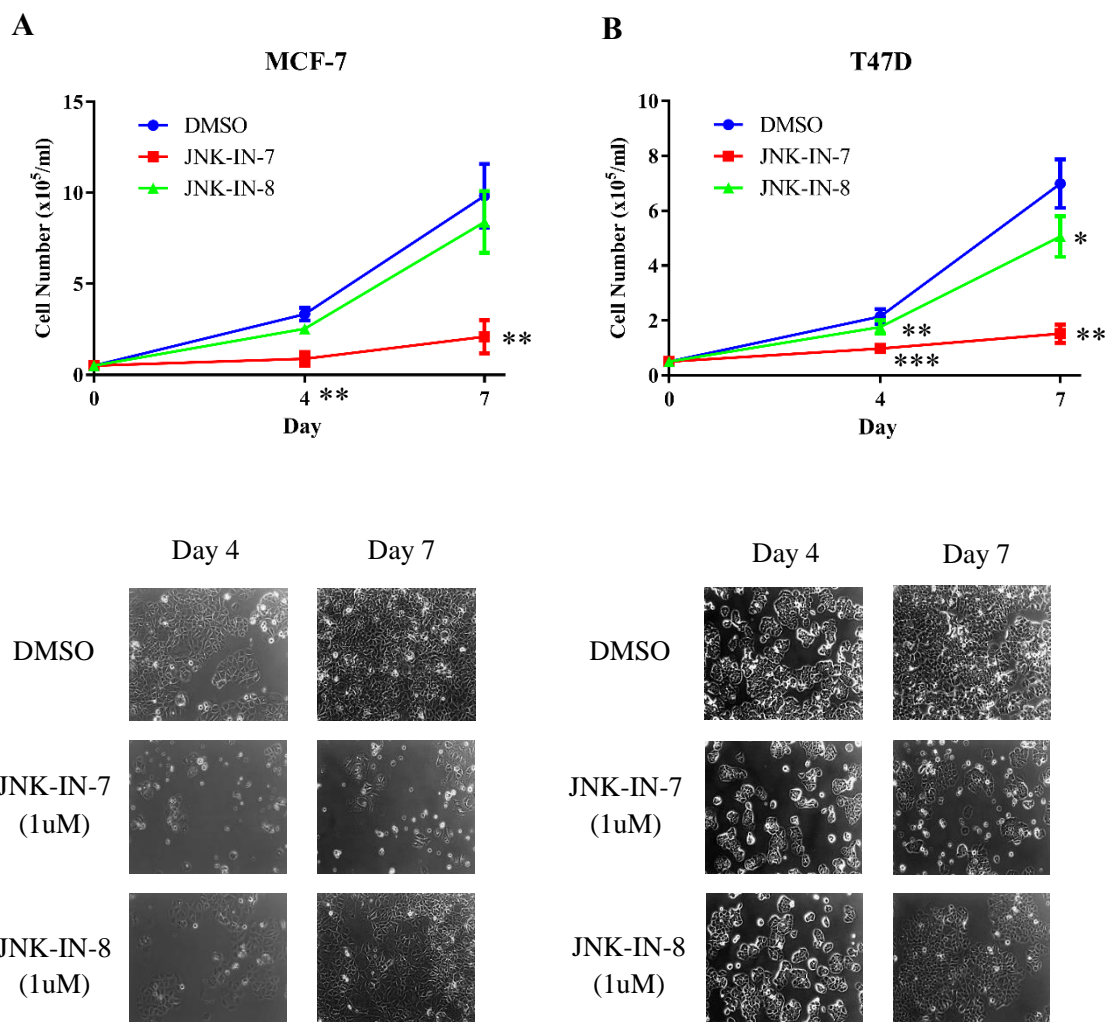 A
MCF-7
Cell Number (x10⁵/ml)
15
10
5
0
DMSO
JNK-IN-7
JNK-IN-8
**
0
4
**
7
Day
B
T47D
Cell Number (x10⁵/ml)
10
8
6
4
2
0
DMSO
JNK-IN-7
JNK-IN-8
*
**
**
***
0
4
7
Day
Day 4
Day 7
DMSO
JNK-IN-7
(1uM)
JNK-IN-8
(1uM)
Day 4
Day 7
DMSO
JNK-IN-7
(1uM)
JNK-IN-8
(1uM)